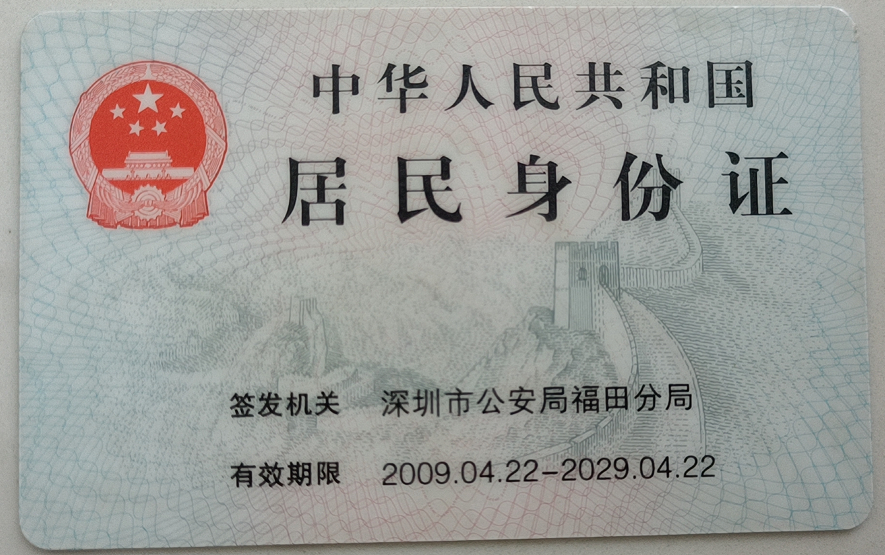 中华人民共和国
居民身份证
签发机关 深圳市公安局福田分局
有效期限 2009.04.22-2029.04.22